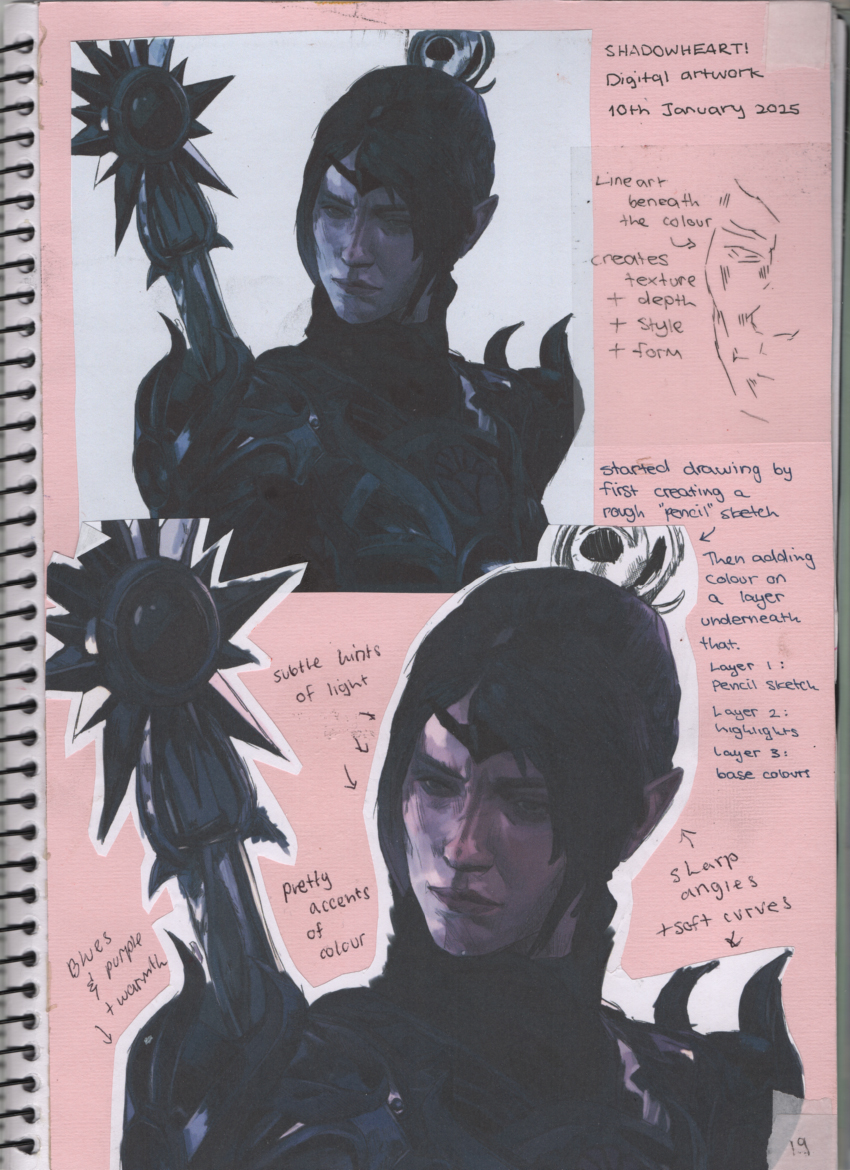 SHADOWHEART!
Digital artwork
10th January 2025
Lineart
beneath
the colour
creates
texture
+ depth
+ style
+ form
started drawing by
first creating a
rough "pencil" sketch
Then adding
colour on
a layer
underneath
that.
Layer 1:
Pencil Sketch
Layer 2:
highlights
Layer 3:
base colours
subtle hints
of light
pretty
accents
of
colour
sharp
angles
+soft curves
Blues
& purple
+ warmth
19